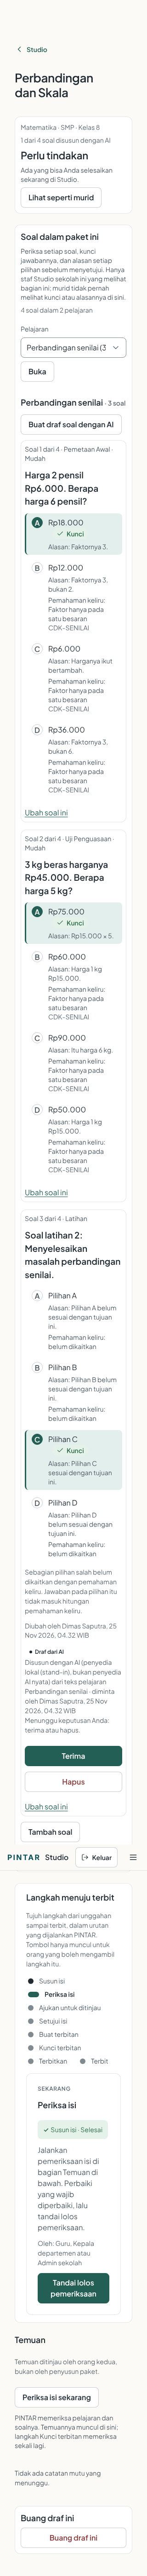 Studio
Perbandingan
dan Skala
Matematika · SMP · Kelas 8
1 dari 4 soal disusun dengan AI
Perlu tindakan
Ada yang bisa Anda selesaikan
sekarang di Studio.
Lihat seperti murid
Soal dalam paket ini
Periksa setiap soal, kunci
jawabannya, dan alasan setiap
pilihan sebelum menyetujui. Hanya
staf Studio sekolah ini yang melihat
bagian ini: murid tidak pernah
melihat kunci atau alasannya di sini.
4 soal dalam 2 pelajaran
Pelajaran
Perbandingan senilai (3
Buka
Perbandingan senilai · 3 soal
Buat draf soal dengan AI
Soal 1 dari 4 · Pemetaan Awal ·
Mudah
Harga 2 pensil
Rp6.000. Berapa
harga 6 pensil?
A Rp18.000
Kunci
Alasan: Faktornya 3.
B Rp12.000
Alasan: Faktornya 3,
bukan 2.
Pemahaman keliru:
Faktor hanya pada
satu besaran
CDK-SENILAI
C Rp6.000
Alasan: Harganya ikut
bertambah.
Pemahaman keliru:
Faktor hanya pada
satu besaran
CDK-SENILAI
D Rp36.000
Alasan: Faktornya 3,
bukan 6.
Pemahaman keliru:
Faktor hanya pada
satu besaran
CDK-SENILAI
Ubah soal ini
Soal 2 dari 4 · Uji Penguasaan ·
Mudah
3 kg beras harganya
Rp45.000. Berapa
harga 5 kg?
A Rp75.000
Kunci
Alasan: Rp15.000 × 5.
B Rp60.000
Alasan: Harga 1 kg
Rp15.000.
Pemahaman keliru:
Faktor hanya pada
satu besaran
CDK-SENILAI
C Rp90.000
Alasan: Itu harga 6 kg.
Pemahaman keliru:
Faktor hanya pada
satu besaran
CDK-SENILAI
D Rp50.000
Alasan: Harga 1 kg
Rp15.000.
Pemahaman keliru:
Faktor hanya pada
satu besaran
CDK-SENILAI
Ubah soal ini
Soal 3 dari 4 · Latihan
Soal latihan 2:
Menyelesaikan
masalah perbandingan
senilai.
A Pilihan A
Alasan: Pilihan A belum
sesuai dengan tujuan
ini.
Pemahaman keliru:
belum dikaitkan
B Pilihan B
Alasan: Pilihan B belum
sesuai dengan tujuan
ini.
Pemahaman keliru:
belum dikaitkan
C Pilihan C
Kunci
Alasan: Pilihan C
sesuai dengan tujuan
ini.
D Pilihan D
Alasan: Pilihan D
belum sesuai dengan
tujuan ini.
Pemahaman keliru:
belum dikaitkan
Sebagian pilihan salah belum
dikaitkan dengan pemahaman
keliru. Jawaban pada pilihan itu
tidak masuk hitungan
pemahaman keliru.
Diubah oleh Dimas Saputra, 25
Nov 2026, 04.32 WIB
Draf dari AI
Disusun dengan AI (penyedia
lokal (stand-in), bukan penyedia
AI nyata) dari teks pelajaran
Perbandingan senilai · diminta
oleh Dimas Saputra, 25 Nov
2026, 04.32 WIB
Menunggu keputusan Anda:
terima atau hapus.
Terima
Hapus
Ubah soal ini
Tambah soal
PINTAR Studio Keluar
Langkah menuju terbit
Tujuh langkah dari unggahan
sampai terbit, dalam urutan
yang dijalankan PINTAR.
Tombol hanya muncul untuk
orang yang boleh mengambil
langkah itu.
Susun isi
Periksa isi
Ajukan untuk ditinjau
Setujui isi
Buat terbitan
Kunci terbitan
Terbitkan Terbit
SEKARANG
Periksa isi
Susun isi · Selesai
Jalankan
pemeriksaan isi di
bagian Temuan di
bawah. Perbaiki
yang wajib
diperbaiki, lalu
tandai lolos
pemeriksaan.
Oleh: Guru, Kepala
departemen atau
Admin sekolah
Tandai lolos
pemeriksaan
Temuan
Temuan ditinjau oleh orang kedua,
bukan oleh penyusun paket.
Periksa isi sekarang
PINTAR memeriksa pelajaran dan
soalnya. Temuannya muncul di sini;
langkah Kunci terbitan memeriksa
sekali lagi.
Tidak ada catatan mutu yang
menunggu.
Buang draf ini
Buang draf ini